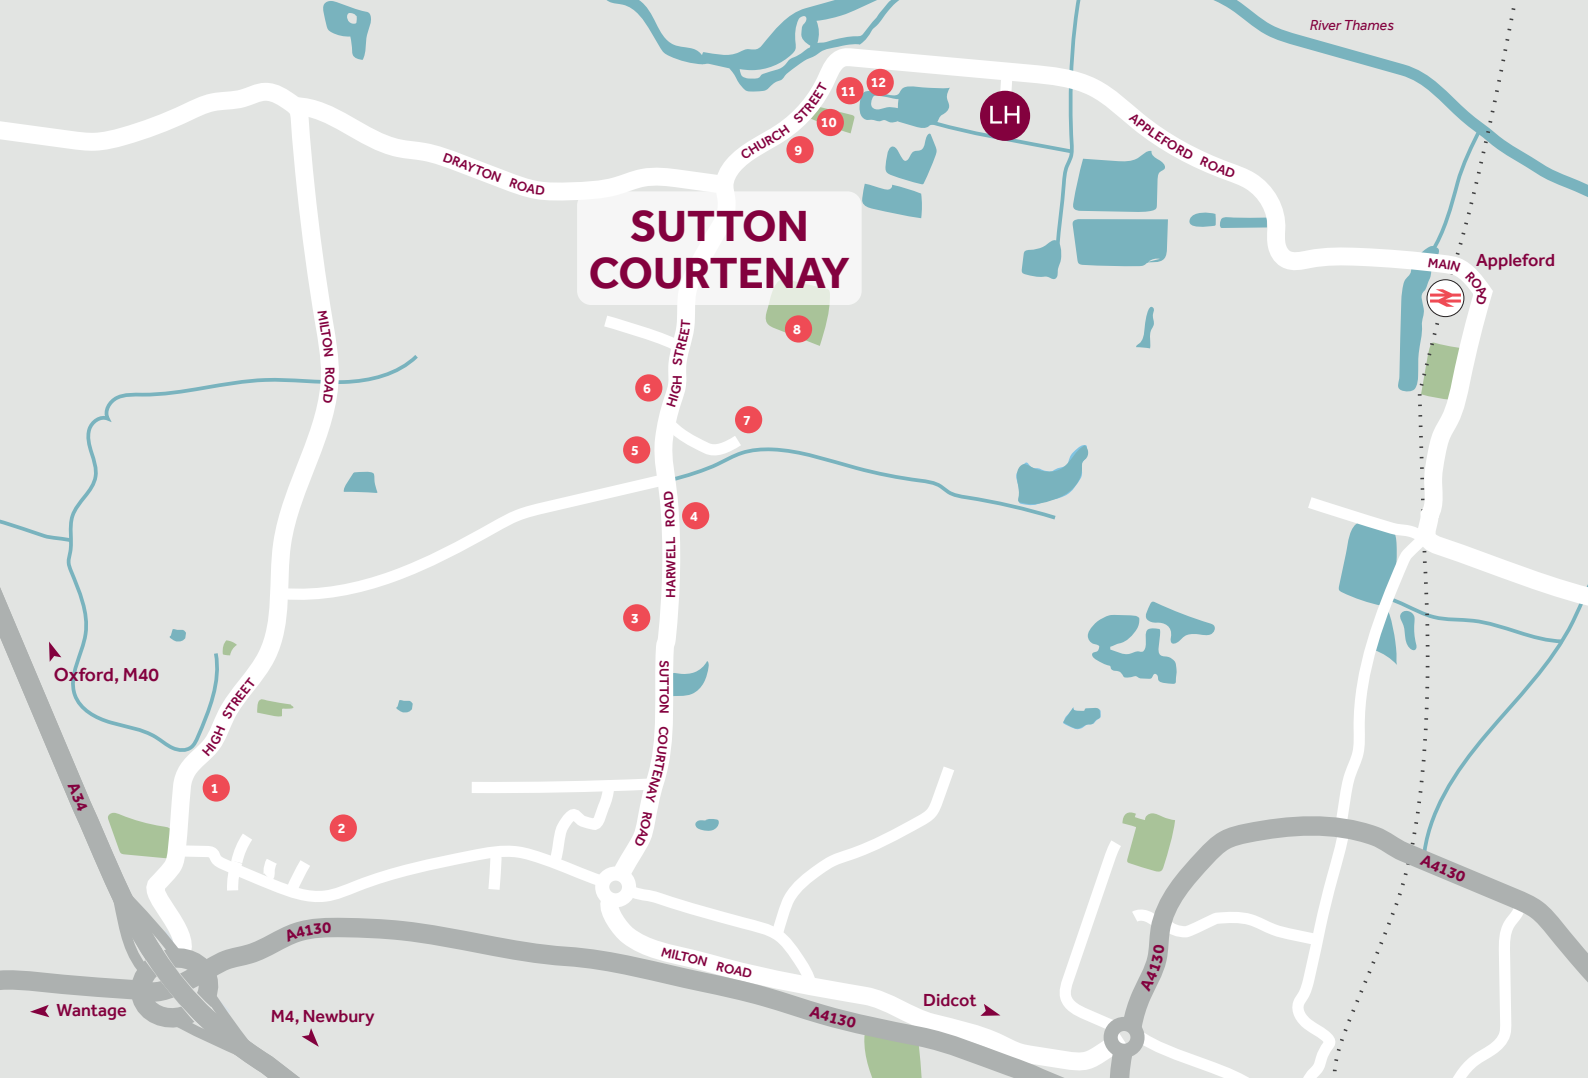 River Thames
12
11
10
9
LH
CHURCH STREET
APPLEFORD ROAD
DRAYTON ROAD
SUTTON
COURTENAY
MAIN ROAD
Appleford
8
MILTON ROAD
HIGH STREET
6
7
5
4
HARWELL ROAD
3
Oxford, M40
SUTTON COURTENAY ROAD
HIGH STREET
1
A34
2
A4130
A4130
MILTON ROAD
A4130
Wantage
M4, Newbury
Didcot
A4130